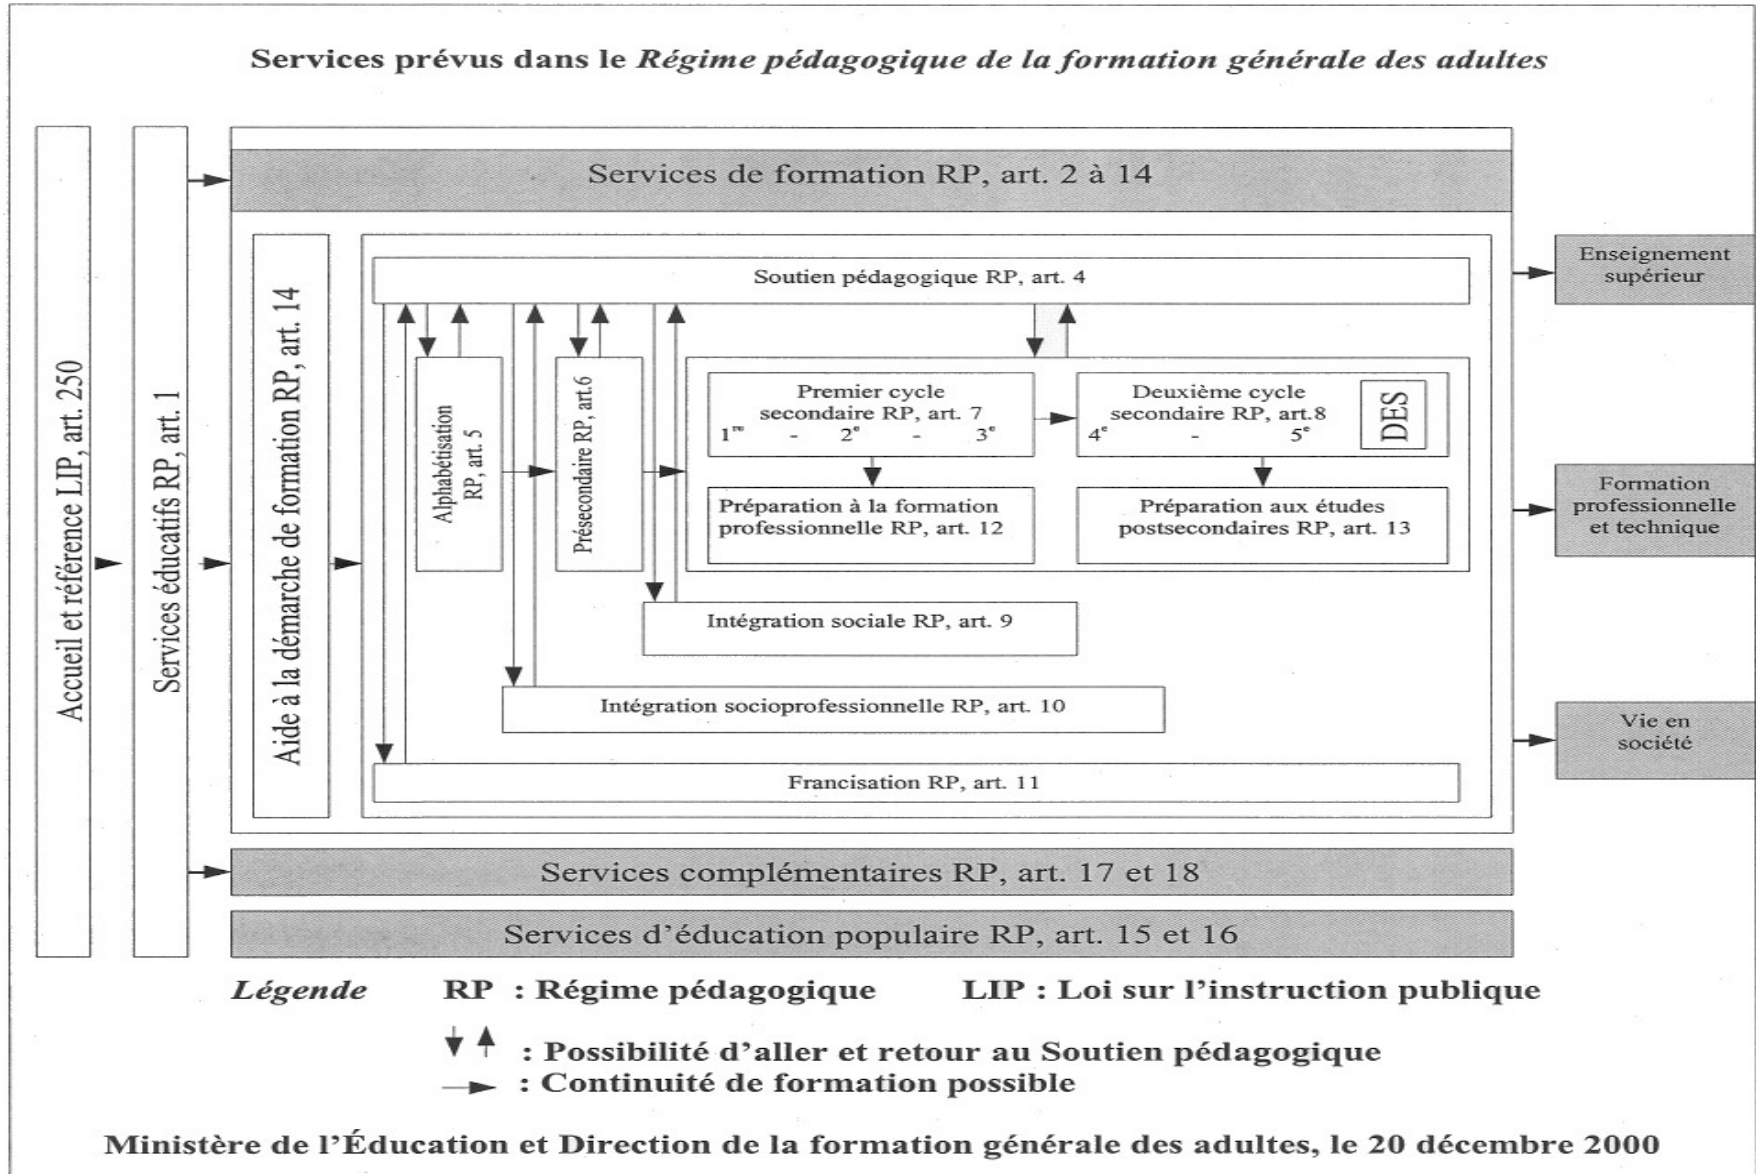 Services prévus dans le Régime pédagogique de la formation générale des adultes
Accueil et référence LIP, art. 250
Services éducatifs RP, art. 1
Services de formation RP, art. 2 à 14
Aide à la démarche de formation RP, art. 14
Soutien pédagogique RP, art. 4
Alphabétisation
RP, art. 5
Présecondaire RP, art.6
Premier cycle
secondaire RP, art. 7
1re - 2e - 3e
Deuxième cycle
secondaire RP, art.8
4e - 5e
DES
Préparation à la formation
professionnelle RP, art. 12
Préparation aux études
postsecondaires RP, art. 13
Intégration sociale RP, art. 9
Intégration socioprofessionnelle RP, art. 10
Francisation RP, art. 11
Enseignement
supérieur
Formation
professionnelle
et technique
Vie en
société
Services complémentaires RP, art. 17 et 18
Services d'éducation populaire RP, art. 15 et 16
Légende RP : Régime pédagogique LIP : Loi sur l'instruction publique
: Possibilité d'aller et retour au Soutien pédagogique
: Continuité de formation possible
Ministère de l'Éducation et Direction de la formation générale des adultes, le 20 décembre 2000